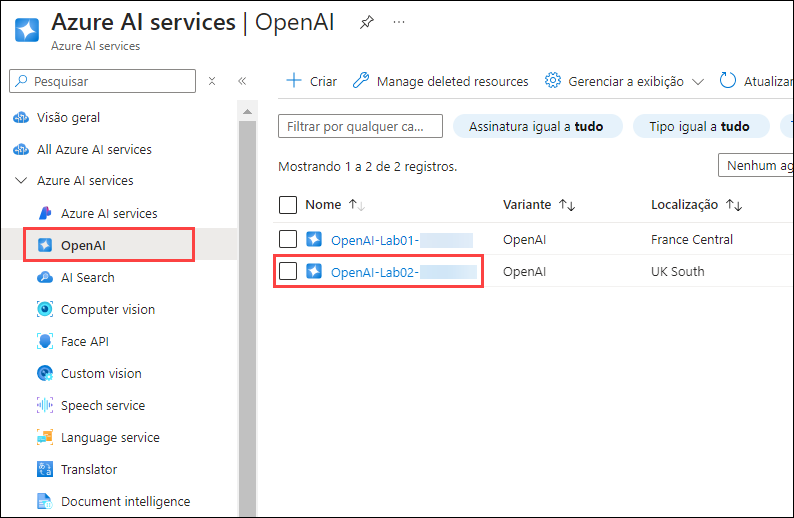 Azure AI services | OpenAI
Azure AI services
Pesquisar
Criar
Manage deleted resources
Gerenciar a exibição
Atualizar
Visão geral
All Azure AI services
Azure AI services
Azure AI services
OpenAI
AI Search
Computer vision
Face API
Custom vision
Speech service
Language service
Translator
Document intelligence
Filtrar por qualquer ca...
Assinatura igual a tudo
Tipo igual a tudo
Mostrando 1 a 2 de 2 registros.
Nenhum ag
Nome Variante Localização
OpenAI-Lab01- OpenAI France Central
OpenAI-Lab02- OpenAI UK South